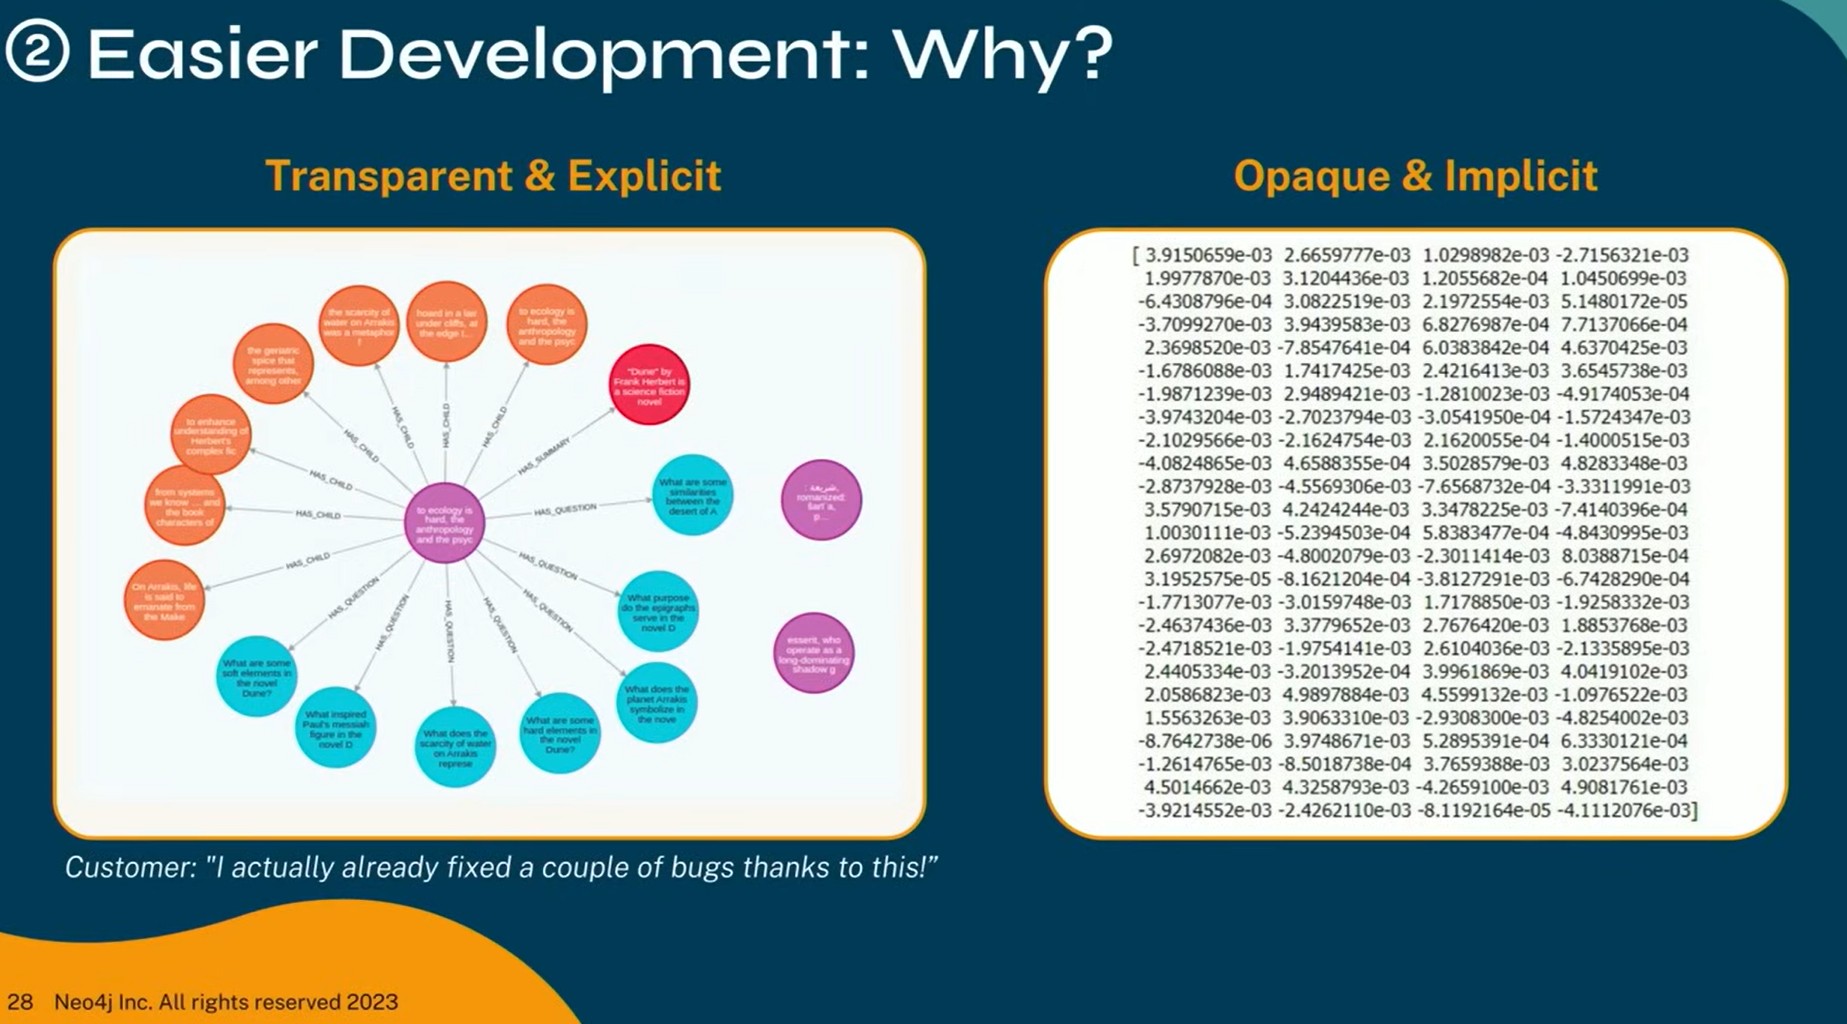 ② Easier Development: Why?
Transparent & Explicit
Opaque & Implicit
the scarcity of
water on Arrakis
was a metaphor
f
hoard in a lair
under cliffs, at
the edge t...
to ecology is
hard, the
anthropology
and the psyc
the geriatric
spice that
represents,
among other
"Dune" by
Frank Herbert is
a science fiction
novel
to enhance
understanding of
Herbert's
complex fic
from systems
we know ... and
the book
characters of
On Arrakis, life
is said to
emanate from
the Make
to ecology is
hard, the
anthropology
and the psyc
What are some
similarities
between the
desert of A
: شريعة,
romanized:
p...
What purpose
do the epigraphs
serve in the
novel D
esserit, who
operate as a
long-dominating
shadow g
What are some
soft elements in
the novel
Dune?
What inspired
Paul's messiah
figure in the
novel D
What does the
scarcity of water
on Arrakis
represe
What are some
hard elements in
the novel
Dune?
What does the
planet Arrakis
symbolize in
the nove
HAS_CHILD
HAS_CHILD
HAS_CHILD
HAS_CHILD
HAS_CHILD
HAS_CHILD
HAS_CHILD
HAS_SUMMARY
HAS_QUESTION
HAS_QUESTION
HAS_QUESTION
HAS_QUESTION
HAS_QUESTION
HAS_QUESTION
HAS_QUESTION
[ 3.9150659e-03 2.6659777e-03 1.0298982e-03 -2.7156321e-03
1.9977870e-03 3.1204436e-03 1.2055682e-04 1.0450699e-03
-6.4308796e-04 3.0822519e-03 2.1972554e-03 5.1480172e-05
-3.7099270e-03 3.9439583e-03 6.8276987e-04 7.7137066e-04
2.3698520e-03 -7.8547641e-04 6.0383842e-04 4.6370425e-03
-1.6786088e-03 1.7417425e-03 2.4216413e-03 3.6545738e-03
-1.9871239e-03 2.9489421e-03 -1.2810023e-03 -4.9174053e-04
-3.9743204e-03 -2.7023794e-03 -3.0541950e-04 -1.5724347e-03
-2.1029566e-03 -2.1624754e-03 2.1620055e-04 -1.4000515e-03
-4.0824865e-03 4.6588355e-04 3.5028579e-03 4.8283348e-03
-2.8737928e-03 -4.5569306e-03 -7.6568732e-04 -3.3311991e-03
3.5790715e-03 4.2424244e-03 3.3478225e-03 -7.4140396e-04
1.0030111e-03 -5.2394503e-04 5.8383477e-04 -4.8430995e-03
2.6972082e-03 -4.8002079e-03 -2.3011414e-03 8.0388715e-04
3.1952575e-05 -8.1621204e-04 -3.8127291e-03 -6.7428290e-04
-1.7713077e-03 -3.0159748e-03 1.7178850e-03 -1.9258332e-03
-2.4637436e-03 3.3779652e-03 2.7676420e-03 1.8853768e-03
-2.4718521e-03 -1.9754141e-03 2.6104036e-03 -2.1335895e-03
2.4405334e-03 -3.2013952e-04 3.9961869e-03 4.0419102e-03
2.0586823e-03 4.9897884e-03 4.5599132e-03 -1.0976522e-03
1.5563263e-03 3.9063310e-03 -2.9308300e-03 -4.8254002e-03
-8.7642738e-06 3.9748671e-03 5.2895391e-04 6.3330121e-04
-1.2614765e-03 -8.5018738e-04 3.7659388e-03 3.0237564e-03
4.5014662e-03 4.3258793e-03 -4.2659100e-03 4.9081761e-03
-3.9214552e-03 -2.4262110e-03 -8.1192164e-05 -4.1112076e-03]
Customer: "I actually already fixed a couple of bugs thanks to this!”
28 Neo4j Inc. All rights reserved 2023